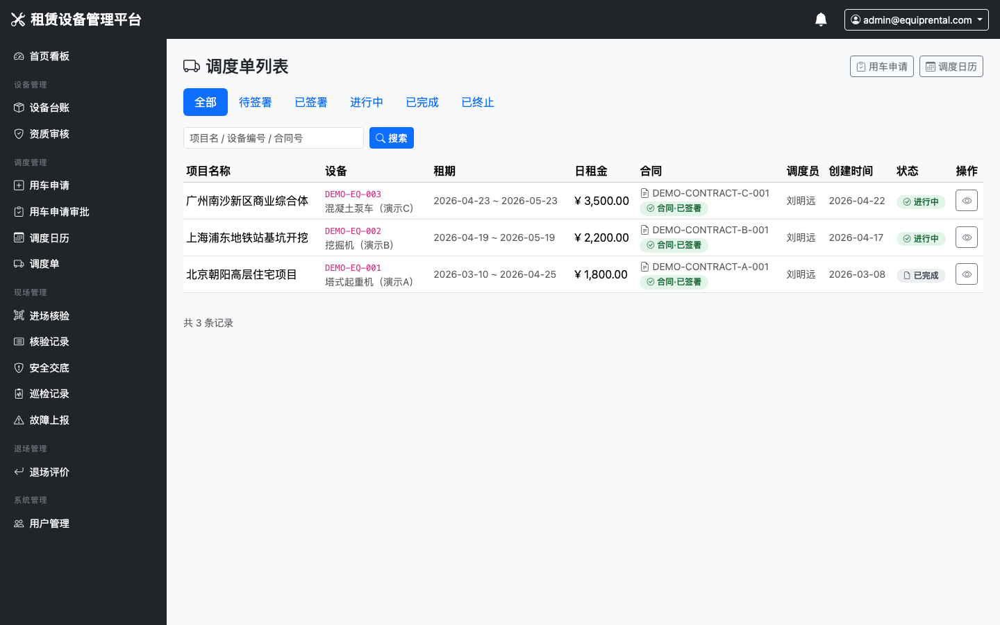 租赁设备管理平台
admin@equiprental.com
首页看板
设备管理
设备台账
资质审核
调度管理
用车申请
用车申请审批
调度日历
调度单
现场管理
进场核验
核验记录
安全交底
巡检记录
故障上报
退场管理
退场评价
系统管理
用户管理
调度单列表
用车申请 调度日历
全部 待签署 已签署 进行中 已完成 已终止
项目名 / 设备编号 / 合同号 搜索
项目名称 设备 租期 日租金 合同 调度员 创建时间 状态 操作
广州南沙新区商业综合体 DEMO-EQ-003 混凝土泵车（演示C） 2026-04-23 ~ 2026-05-23 ¥ 3,500.00 DEMO-CONTRACT-C-001 合同·已签署 刘明远 2026-04-22 进行中
上海浦东地铁站基坑开挖 DEMO-EQ-002 挖掘机（演示B） 2026-04-19 ~ 2026-05-19 ¥ 2,200.00 DEMO-CONTRACT-B-001 合同·已签署 刘明远 2026-04-17 进行中
北京朝阳高层住宅项目 DEMO-EQ-001 塔式起重机（演示A） 2026-03-10 ~ 2026-04-25 ¥ 1,800.00 DEMO-CONTRACT-A-001 合同·已签署 刘明远 2026-03-08 已完成
共 3 条记录